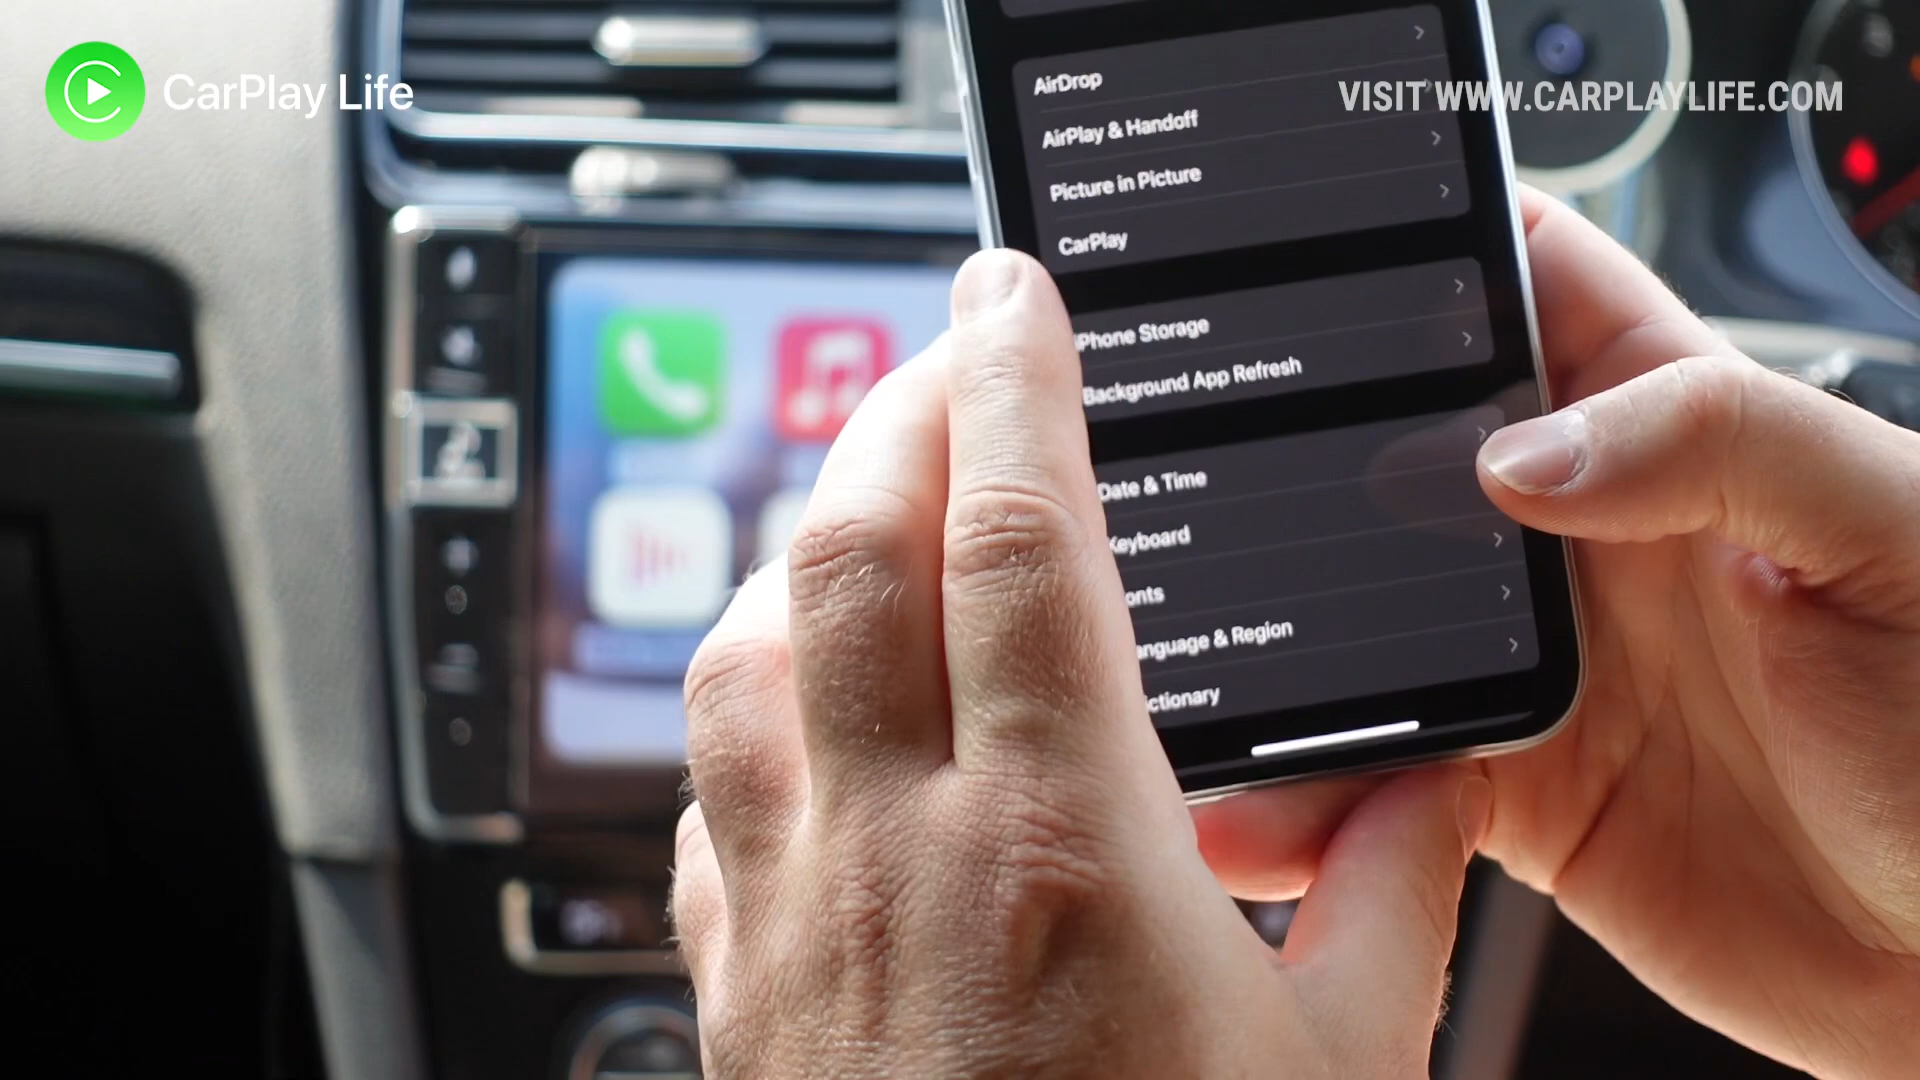 CarPlay Life
VISIT WWW.CARPLAYLIFE.COM
AirDrop
AirPlay & Handoff
Picture in Picture
CarPlay
iPhone Storage
Background App Refresh
Date & Time
Keyboard
onts
anguage & Region
ictionary